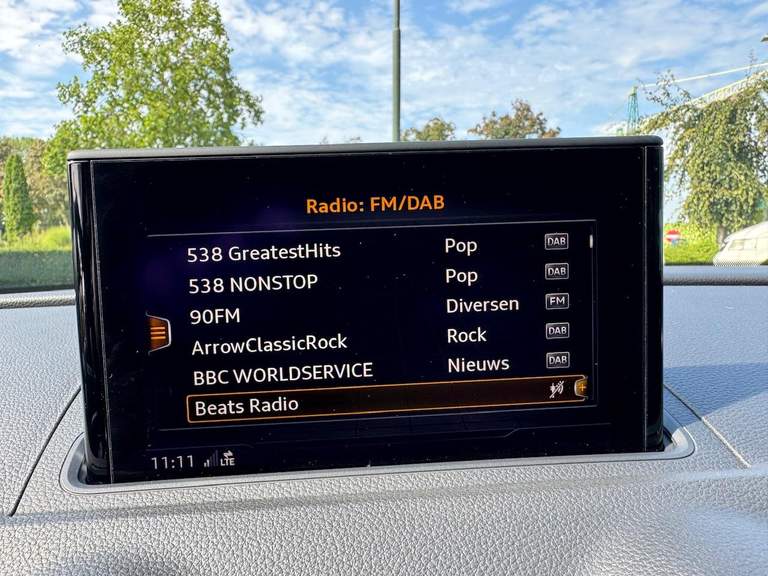 Radio: FM/DAB
538 GreatestHits Pop DAB
538 NONSTOP Pop DAB
90FM Diversen FM
ArrowClassicRock Rock DAB
BBC WORLDSERVICE Nieuws DAB
Beats Radio
11:11 LTE